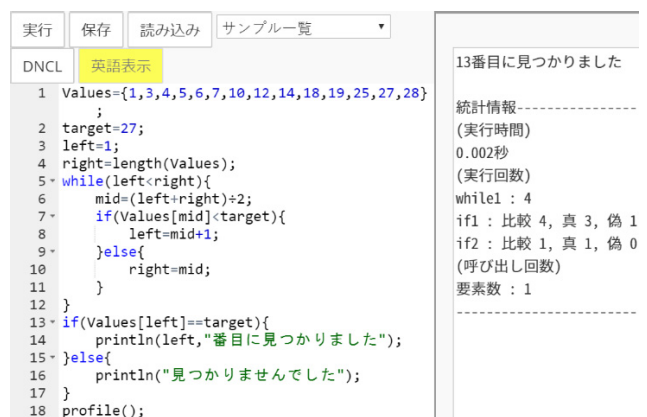 実行 保存 読み込み サンプル一覧 ▼
DNCL 英語表示
1 Values={1,3,4,5,6,7,10,12,14,18,19,25,27,28}
;
2 target=27;
3 left=1;
4 right=length(Values);
5 while(left<right){
6 mid=(left+right)÷2;
7 if(Values[mid]<target){
8 left=mid+1;
9 }else{
10 right=mid;
11 }
12 }
13 if(Values[left]==target){
14 println(left,"番目に見つかりました");
15 }else{
16 println("見つかりませんでした");
17 }
18 profile();
13番目に見つかりました
統計情報----------------
(実行時間)
0.002秒
(実行回数)
while1 : 4
if1 : 比較 4, 真 3, 偽 1
if2 : 比較 1, 真 1, 偽 0
(呼び出し回数)
要素数 : 1
------------------------